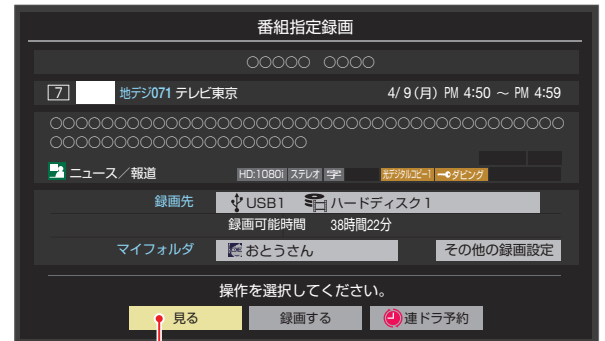 番組指定録画
○○○○○ ○○○○
7 地デジ071 テレビ東京 4/ 9(月) PM 4:50 ～ PM 4:59
○○○○○○○○○○○○○○○○○○○○○○○○○○○○○○○○○○○○○○○
○○○○○○○○○○○○○○○○○○○○
ニュース／報道 HD:1080i ステレオ 字 光デジタルコピー1 ダビング
録画先 USB1 ハードディスク1
録画可能時間 38時間22分
マイフォルダ おとうさん その他の録画設定
操作を選択してください。
見る 録画する 連ドラ予約